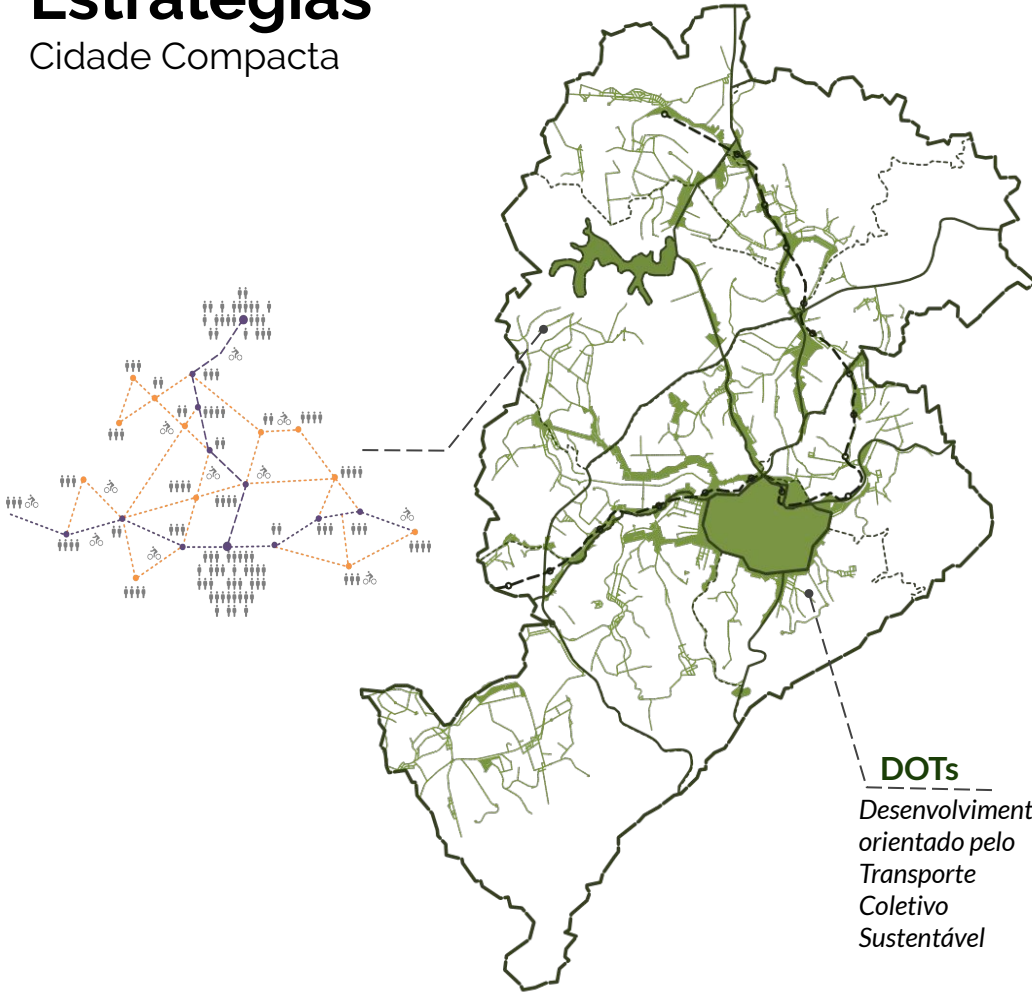 Estratégias
Cidade Compacta
DOTs
Desenvolviment
orientado pelo
Transporte
Coletivo
Sustentável